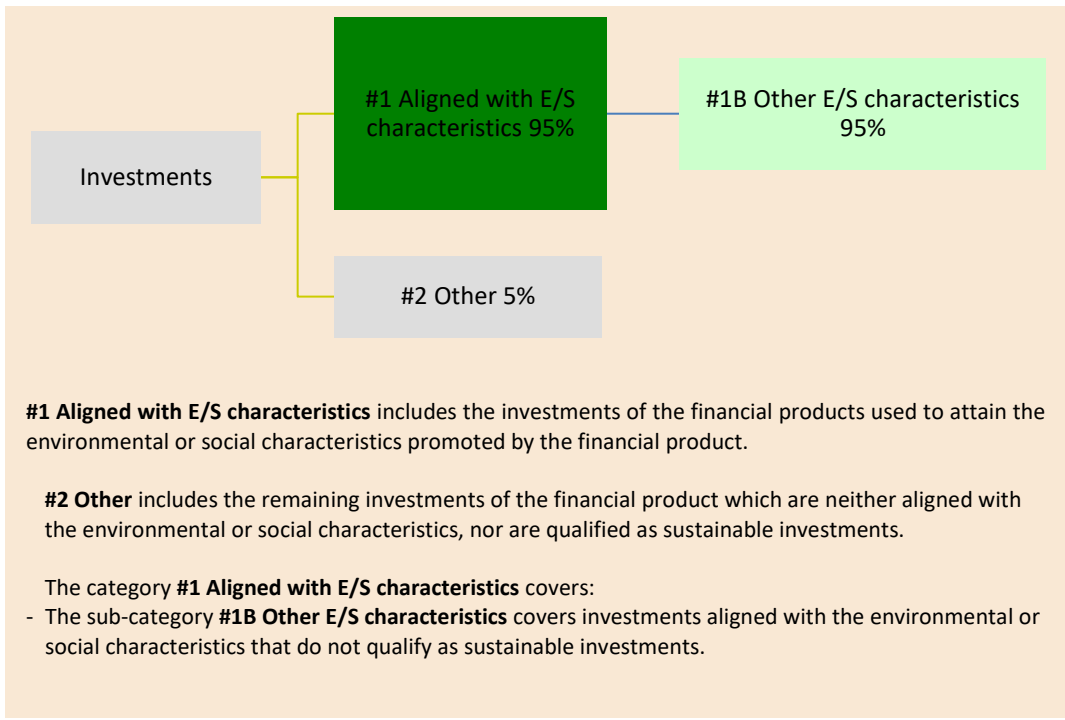 #1 Aligned with E/S
characteristics 95%
#1B Other E/S characteristics
95%
Investments
#2 Other 5%
#1 Aligned with E/S characteristics includes the investments of the financial products used to attain the
environmental or social characteristics promoted by the financial product.
#2 Other includes the remaining investments of the financial product which are neither aligned with
the environmental or social characteristics, nor are qualified as sustainable investments.
The category #1 Aligned with E/S characteristics covers:
- The sub-category #1B Other E/S characteristics covers investments aligned with the environmental or
social characteristics that do not qualify as sustainable investments.